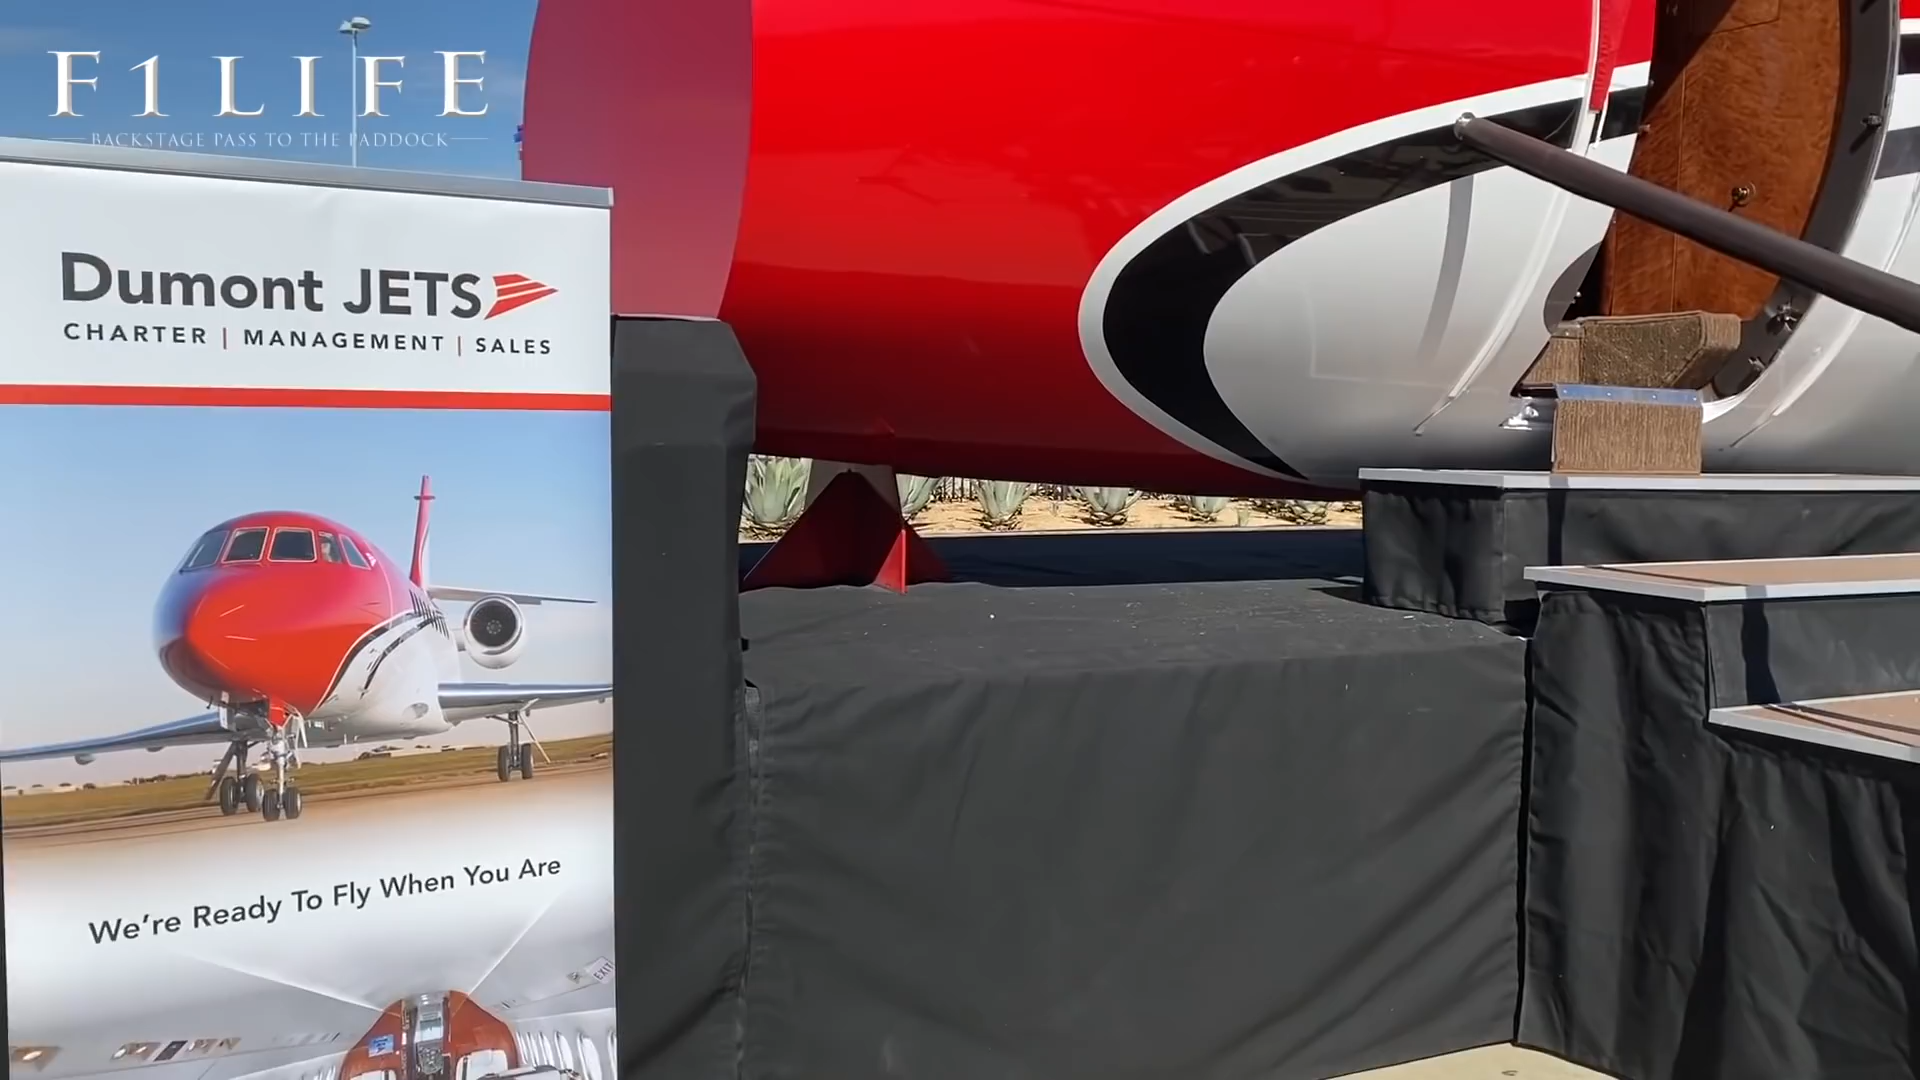 F1LIFE
BACKSTAGE PASS TO THE PADDOCK
Dumont JETS
CHARTER | MANAGEMENT | SALES
We're Ready To Fly When You Are
EXIT